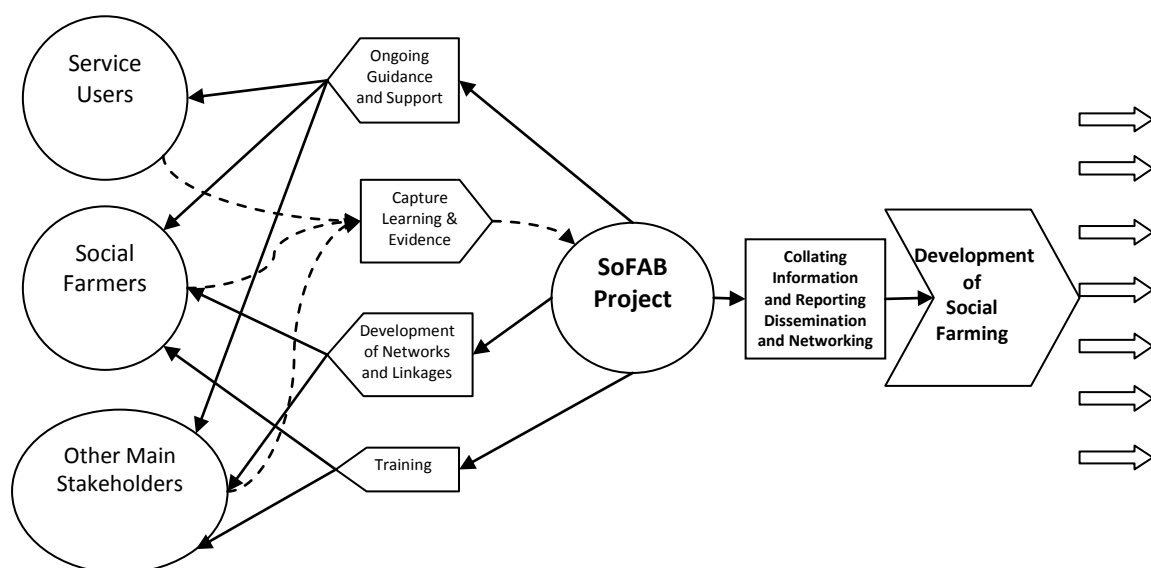 Service
Users
Ongoing
Guidance
and Support
Capture
Learning &
Evidence
Social
Farmers
Development
of Networks
and Linkages
Other Main
Stakeholders
Training
SoFAB
Project
Collating
Information
and Reporting
Dissemination
and Networking
Development
of
Social
Farming